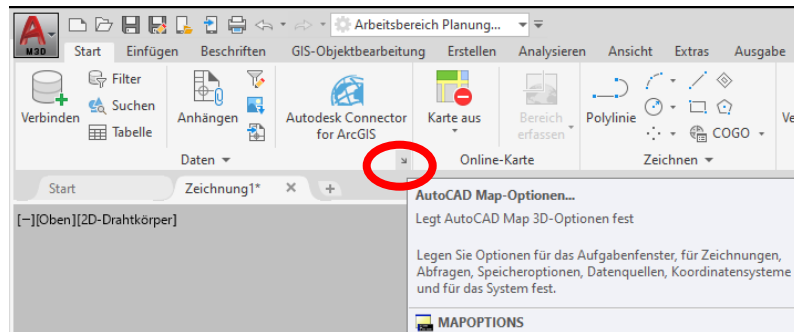 Arbeitsbereich Planung...
M3D Start Einfügen Beschriften GIS-Objektbearbeitung Erstellen Analysieren Ansicht Extras Ausgabe
Verbinden
Filter
Suchen
Tabelle
Anhängen
Autodesk Connector
for ArcGIS
Karte aus
Bereich
erfassen
Polylinie
COGO
Ve
Daten
Online-Karte
Zeichnen
Start Zeichnung1*
[−][Oben][2D-Drahtkörper]
AutoCAD Map-Optionen...
Legt AutoCAD Map 3D-Optionen fest
Legen Sie Optionen für das Aufgabenfenster, für Zeichnungen,
Abfragen, Speicheroptionen, Datenquellen, Koordinatensysteme
und für das System fest.
MAPOPTIONS